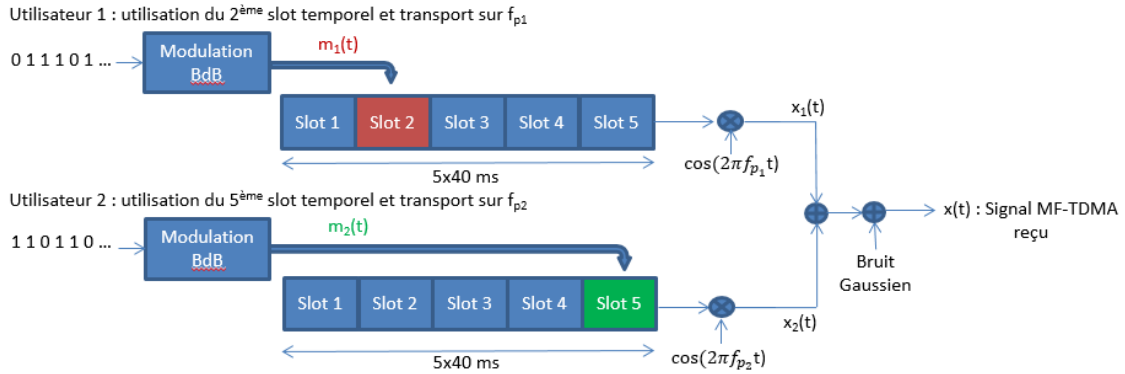 Utilisateur 1 : utilisation du 2ème slot temporel et transport sur fp1
0 1 1 1 0 1 ...
Modulation
BdB
m1(t)
Slot 1 Slot 2 Slot 3 Slot 4 Slot 5
x1(t)
cos(2πfp1t)
5x40 ms
Utilisateur 2 : utilisation du 5ème slot temporel et transport sur fp2
1 1 0 1 1 0 ...
Modulation
BdB
m2(t)
x(t) : Signal MF-TDMA
reçu
Bruit
Gaussien
Slot 1 Slot 2 Slot 3 Slot 4 Slot 5
x2(t)
cos(2πfp2t)
5x40 ms